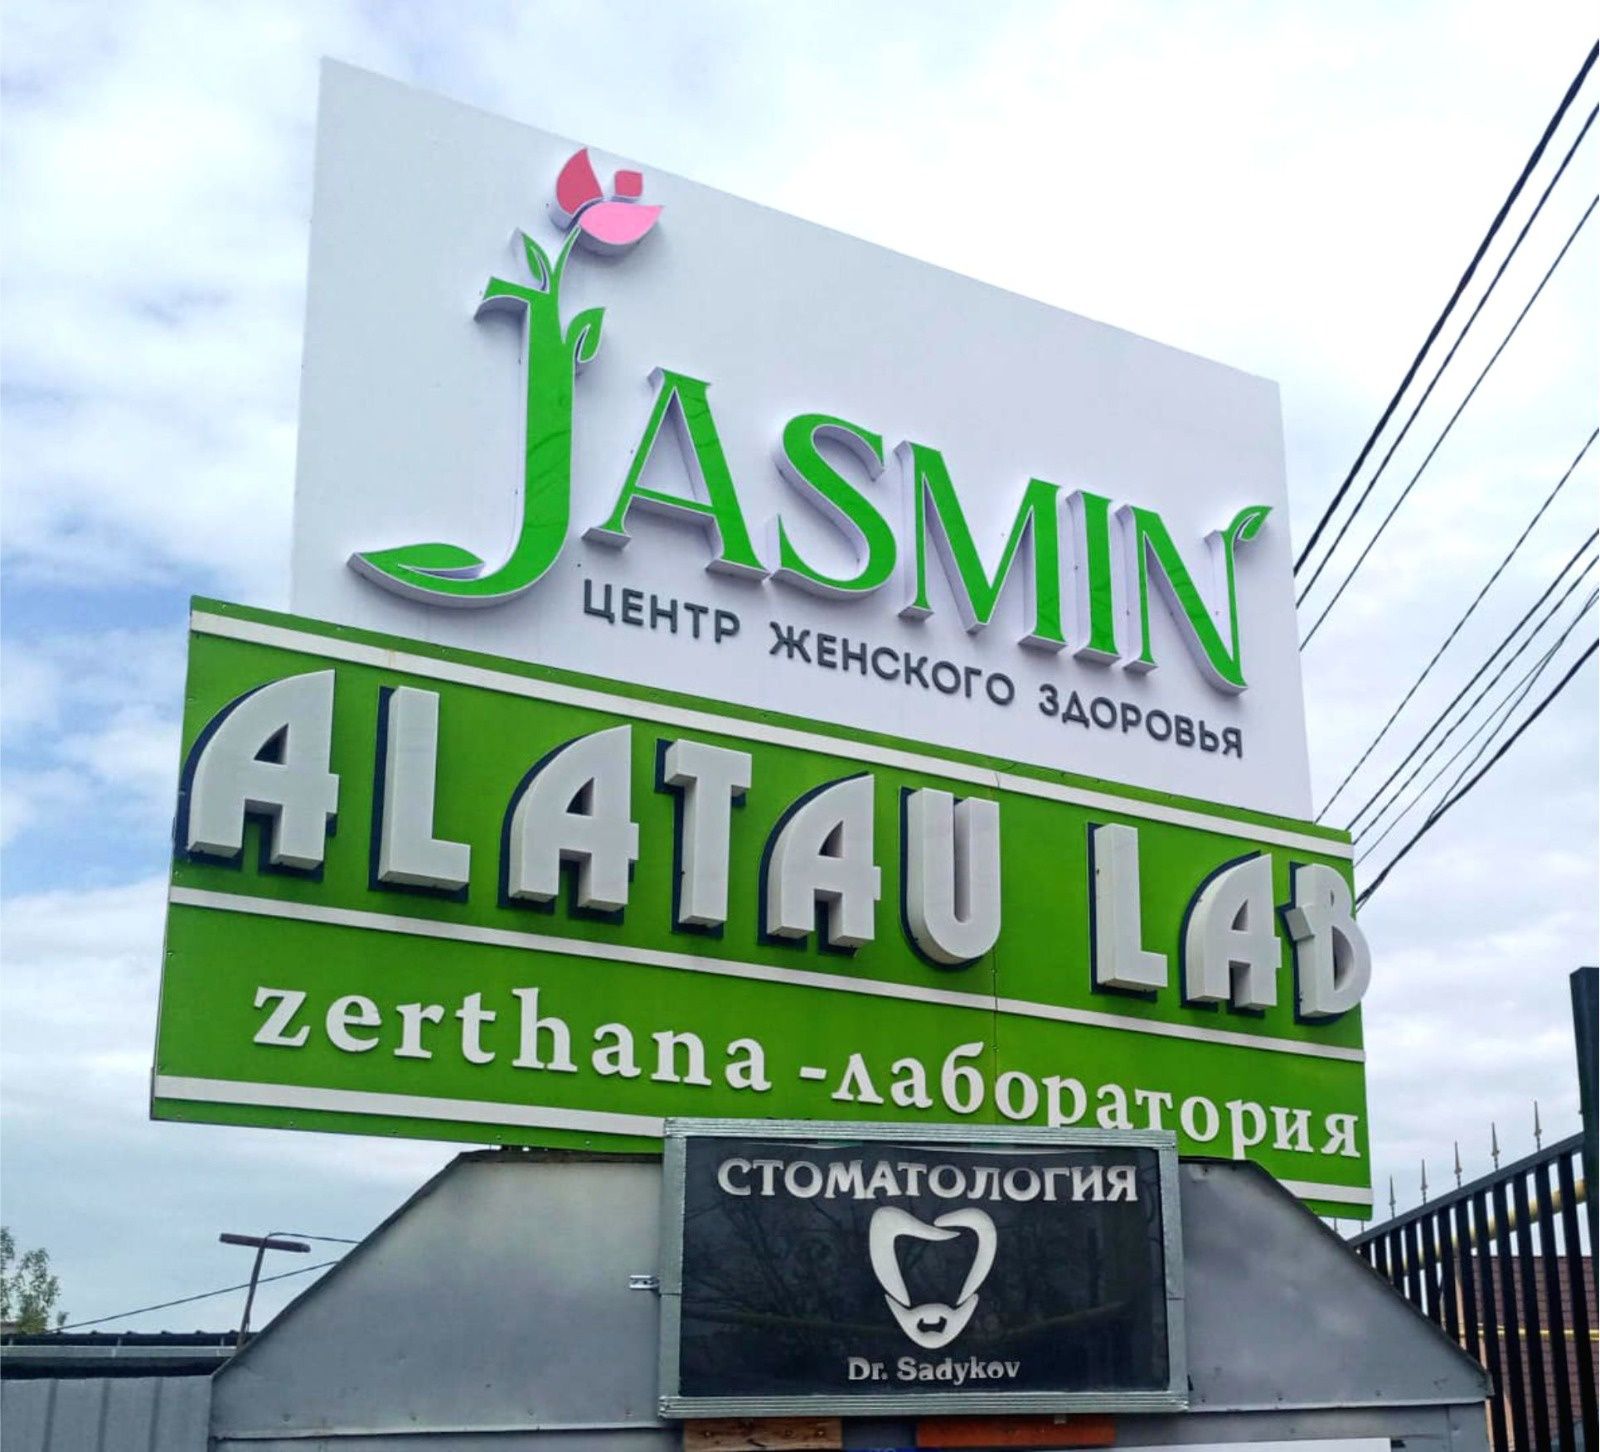 JASMIN
ЦЕНТР ЖЕНСКОГО ЗДОРОВЬЯ
ALATAU LAB
zerthana -лаборатория
СТОМАТОЛОГИЯ
Dr. Sadykov